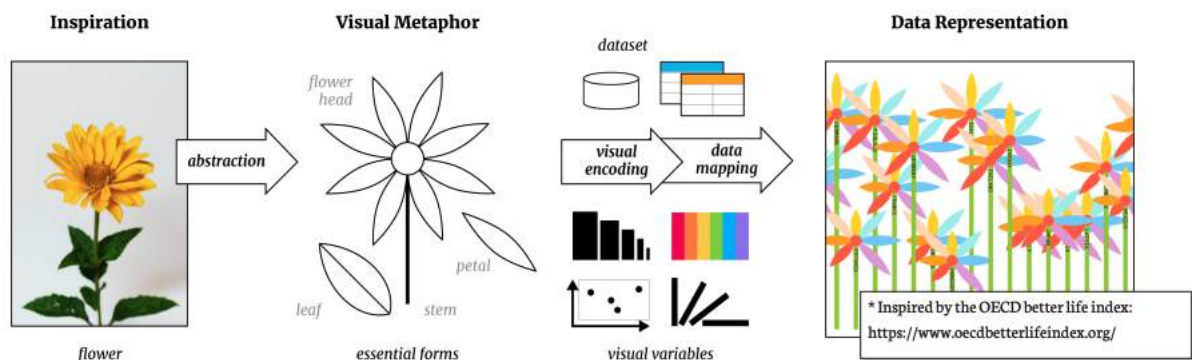 Inspiration
Visual Metaphor
Data Representation
dataset
flower
head
abstraction
visual
encoding
data
mapping
petal
leaf
stem
* Inspired by the OECD better life index:
https://www.oecdbetterlifeindex.org/
flower
essential forms
visual variables